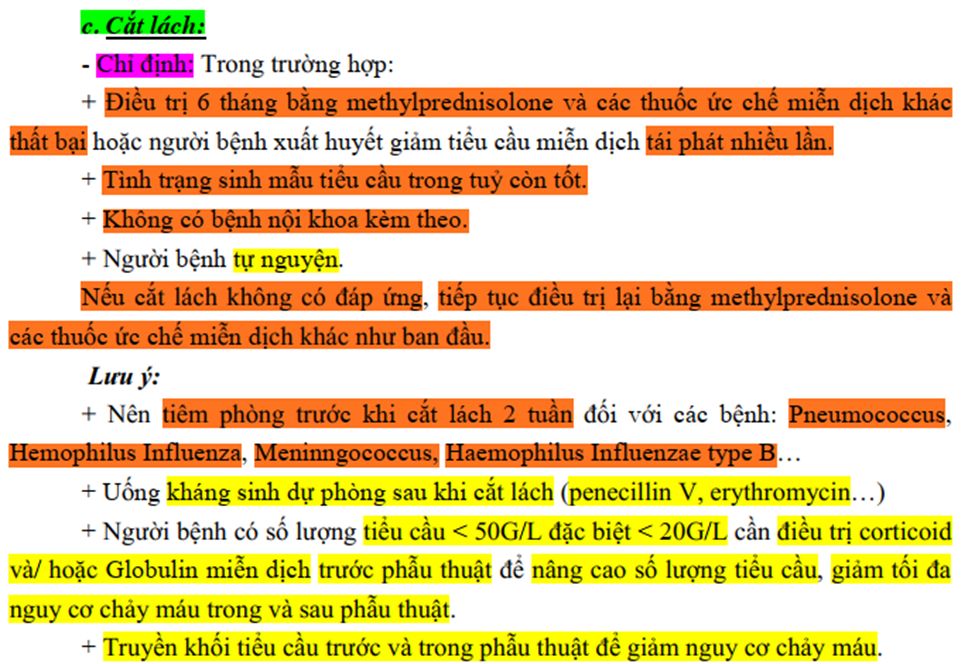 c. Cắt lách:
- Chỉ định: Trong trường hợp:
+ Điều trị 6 tháng bằng methylprednisolone và các thuốc ức chế miễn dịch khác
thất bại hoặc người bệnh xuất huyết giảm tiểu cầu miễn dịch tái phát nhiều lần.
+ Tình trạng sinh mẫu tiểu cầu trong tuỷ còn tốt.
+ Không có bệnh nội khoa kèm theo.
+ Người bệnh tự nguyện.
Nếu cắt lách không có đáp ứng, tiếp tục điều trị lại bằng methylprednisolone và
các thuốc ức chế miễn dịch khác như ban đầu.
Lưu ý:
+ Nên tiêm phòng trước khi cắt lách 2 tuần đối với các bệnh: Pneumococcus,
Hemophilus Influenza, Meninngococcus, Haemophilus Influenzae type B…
+ Uống kháng sinh dự phòng sau khi cắt lách (penecillin V, erythromycin…)
+ Người bệnh có số lượng tiểu cầu < 50G/L đặc biệt < 20G/L cần điều trị corticoid
và/ hoặc Globulin miễn dịch trước phẫu thuật để nâng cao số lượng tiểu cầu, giảm tối đa
nguy cơ chảy máu trong và sau phẫu thuật.
+ Truyền khối tiểu cầu trước và trong phẫu thuật để giảm nguy cơ chảy máu.